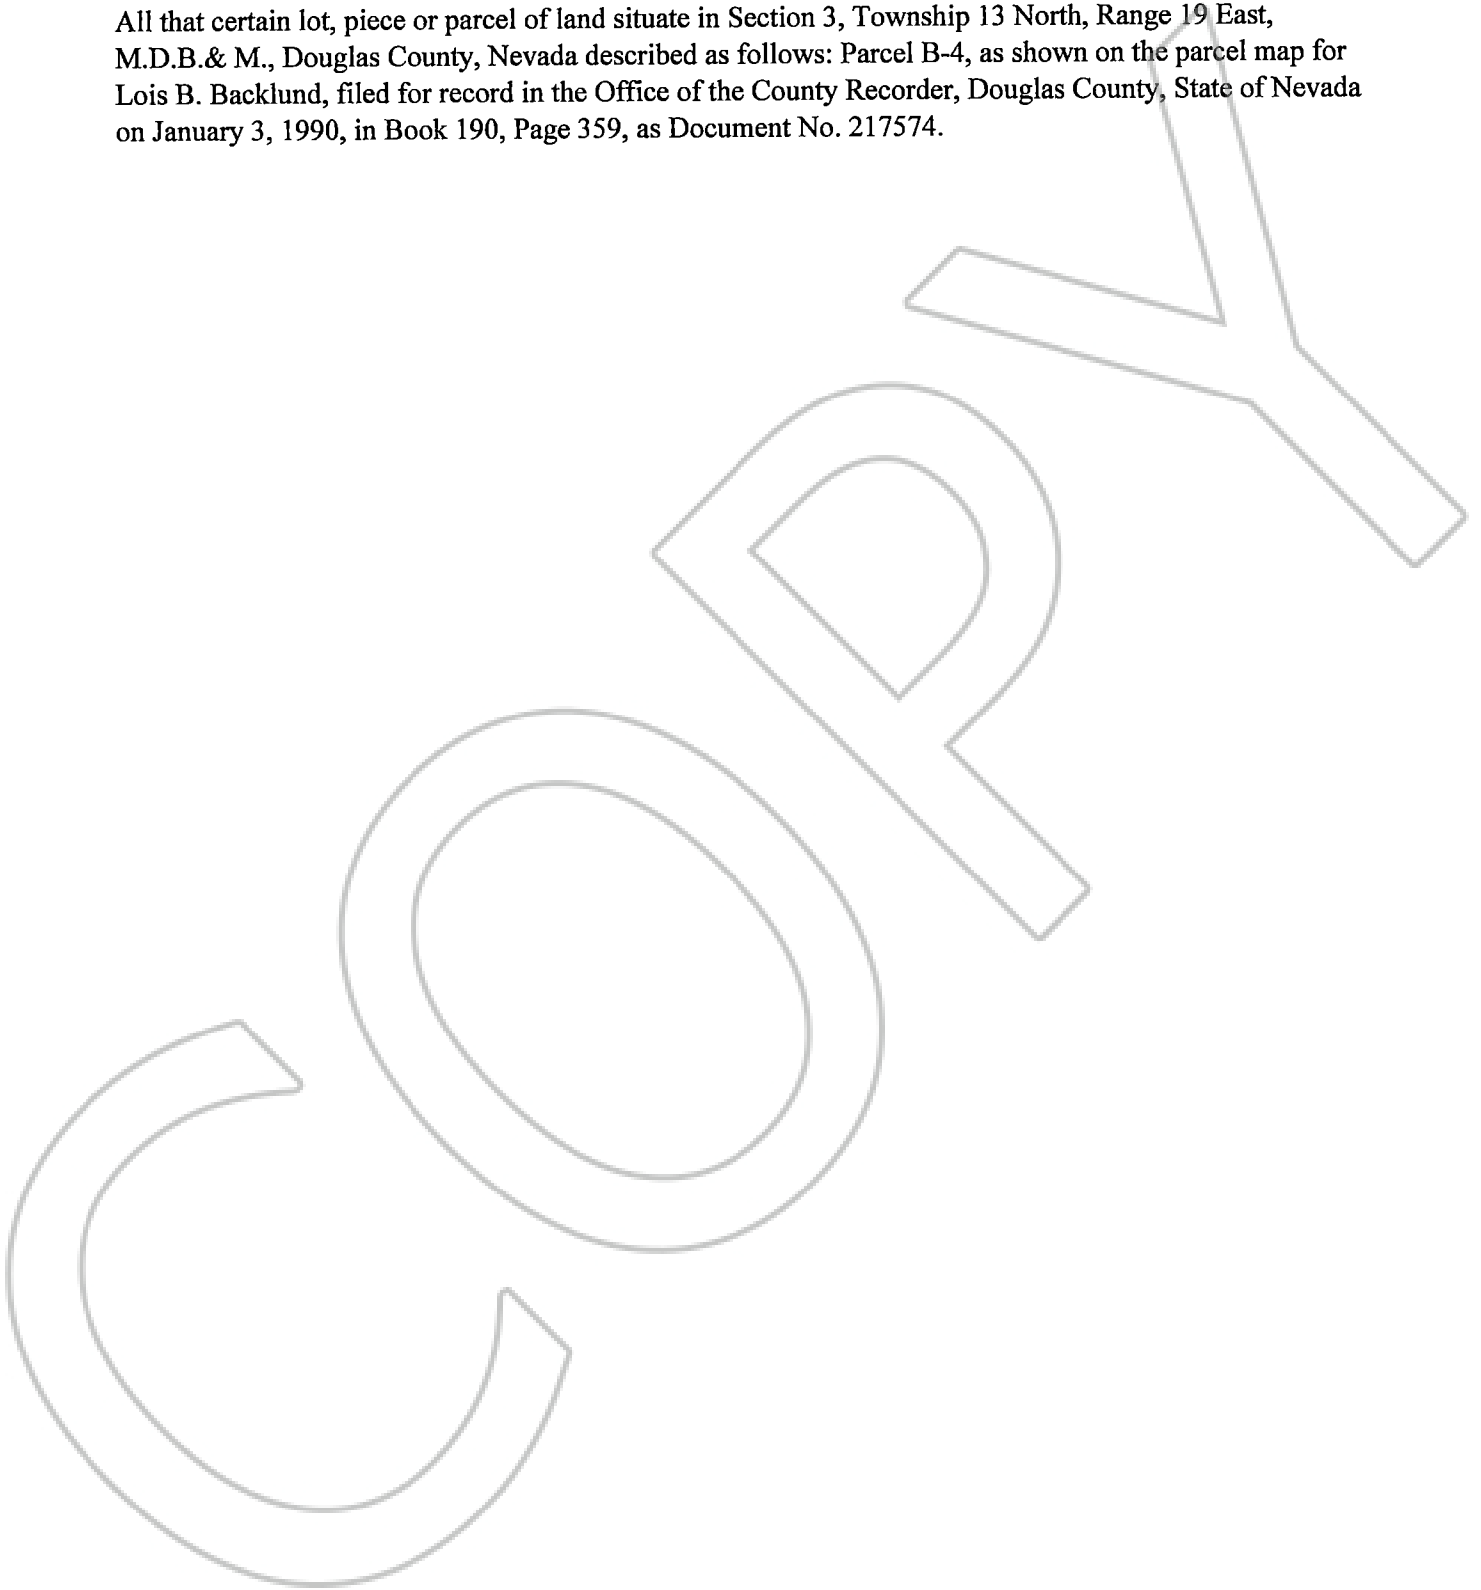 All that certain lot, piece or parcel of land situate in Section 3, Township 13 North, Range 19 East,
M.D.B.& M., Douglas County, Nevada described as follows: Parcel B-4, as shown on the parcel map for
Lois B. Backlund, filed for record in the Office of the County Recorder, Douglas County, State of Nevada
on January 3, 1990, in Book 190, Page 359, as Document No. 217574.
COPY